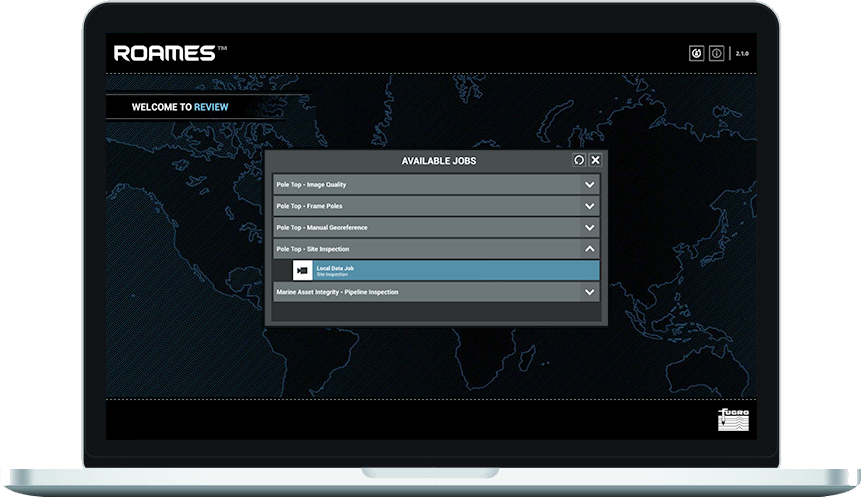 ROAMES™
2.1.0
WELCOME TO REVIEW
AVAILABLE JOBS
Pole Top - Image Quality
Pole Top - Frame Poles
Pole Top - Manual Georeference
Pole Top - Site Inspection
Local Data Job
Site Inspection
Marine Asset Integrity - Pipeline Inspection
fugro